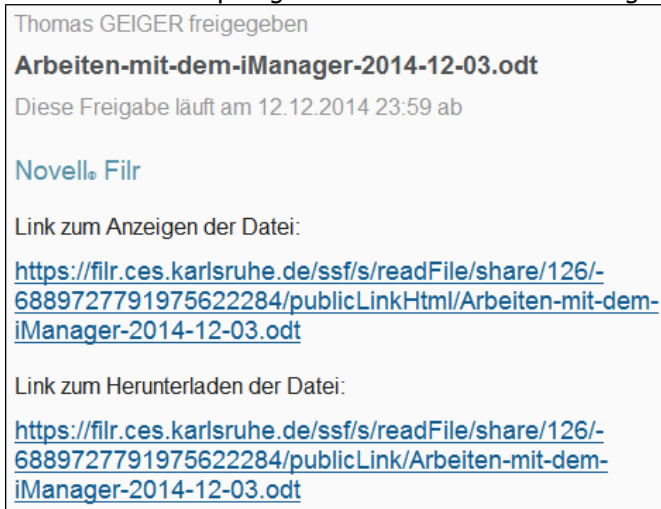 Thomas GEIGER freigegeben
Arbeiten-mit-dem-iManager-2014-12-03.odt
Diese Freigabe läuft am 12.12.2014 23:59 ab
Novell® Filr
Link zum Anzeigen der Datei:
https://filr.ces.karlsruhe.de/ssf/s/readFile/share/126/-
6889727791975622284/publicLinkHtml/Arbeiten-mit-dem-
iManager-2014-12-03.odt
Link zum Herunterladen der Datei:
https://filr.ces.karlsruhe.de/ssf/s/readFile/share/126/-
6889727791975622284/publicLink/Arbeiten-mit-dem-
iManager-2014-12-03.odt